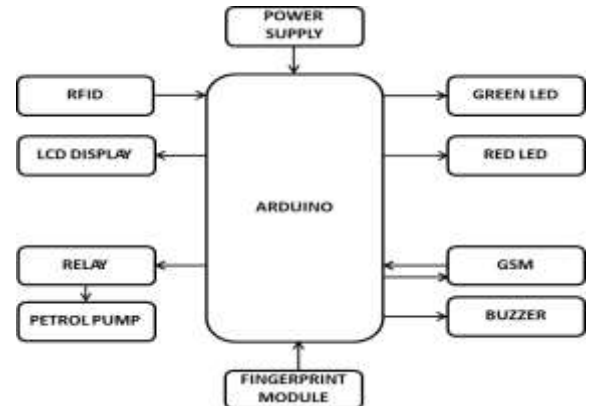 POWER
SUPPLY
RFID
GREEN LED
LCD DISPLAY
RED LED
ARDUINO
RELAY
GSM
PETROL PUMP
BUZZER
FINGERPRINT
MODULE